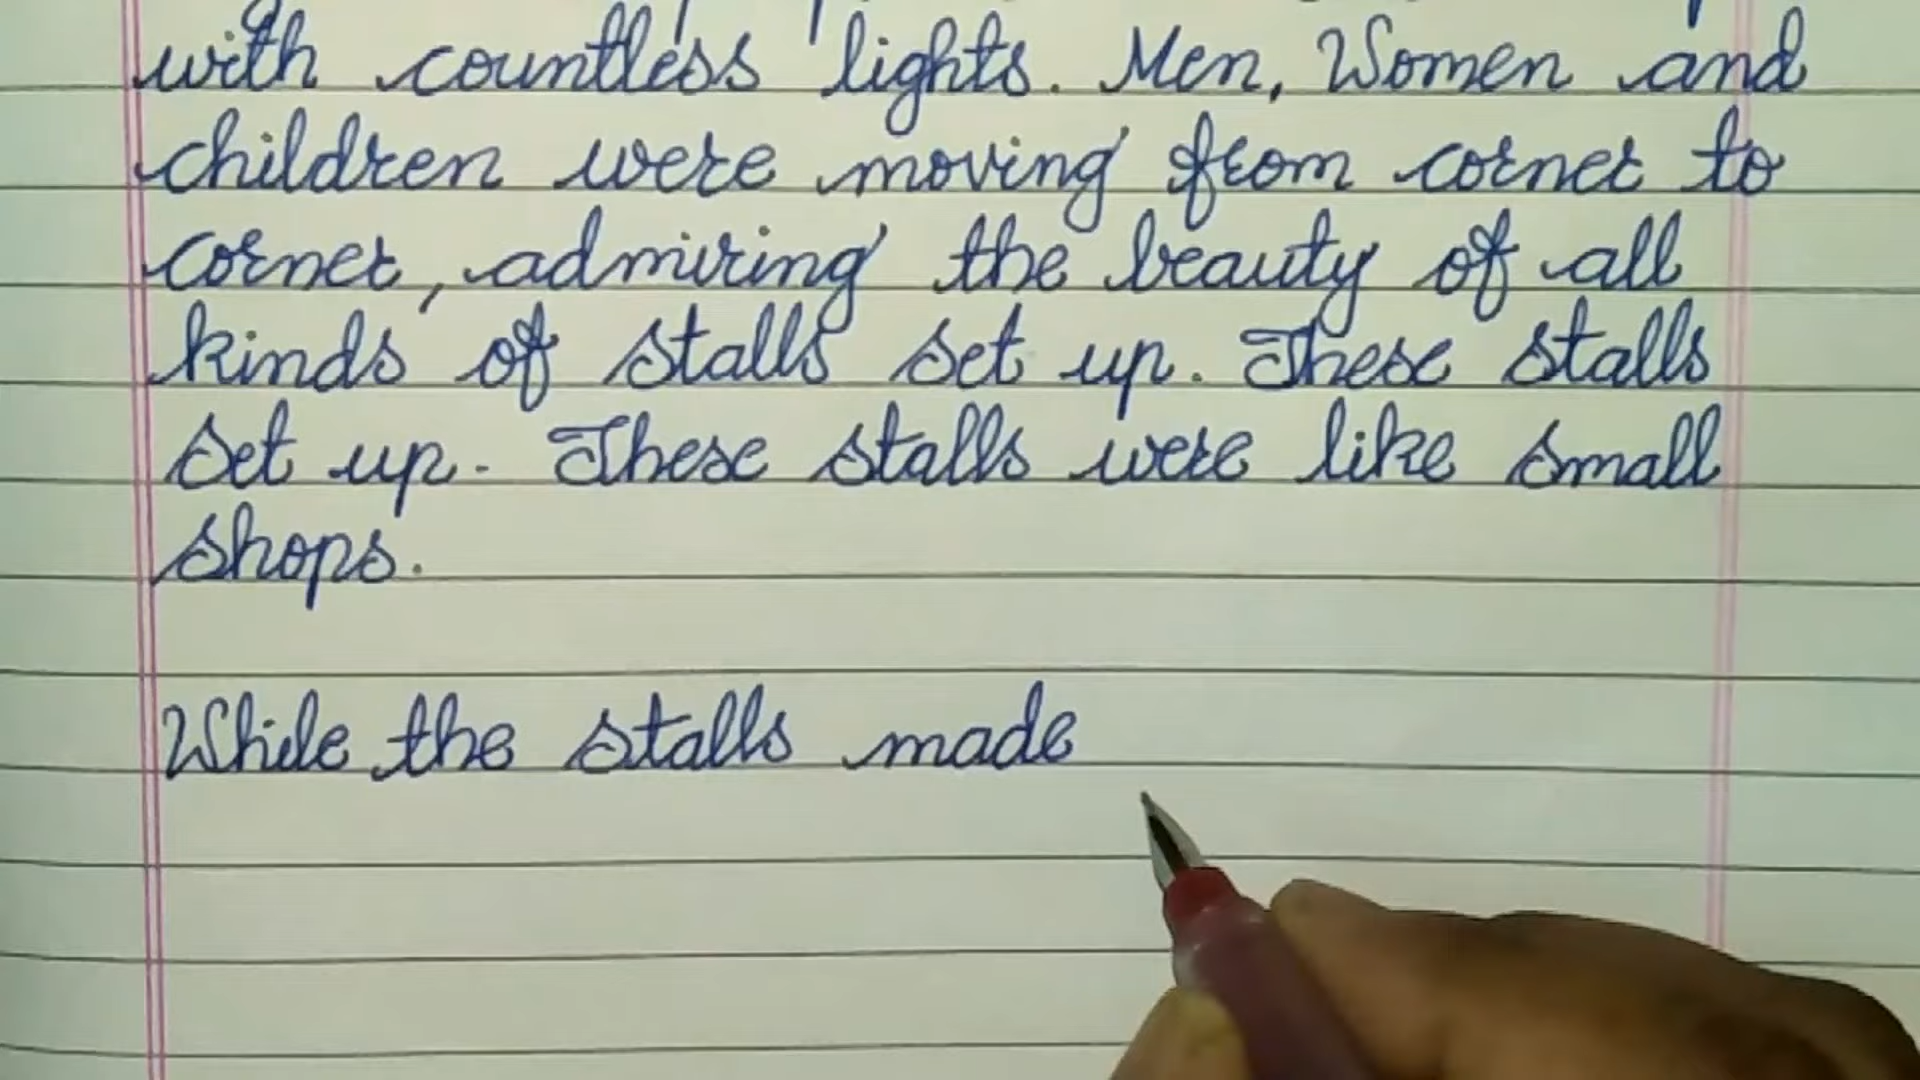 with countless lights. Men, Women and
children were moving from corner to
corner, admiring the beauty of all
kinds of stalls set up. These stalls
set up. These stalls were like small
shops.
While the stalls made